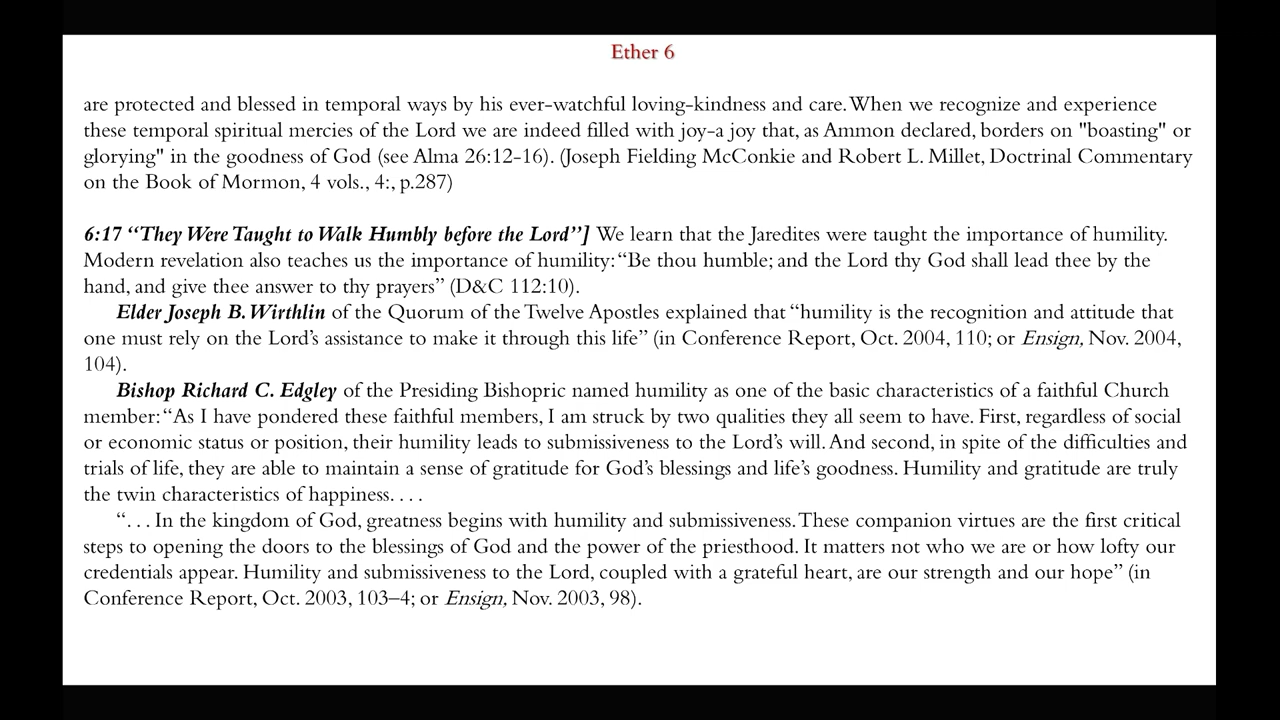 Ether 6
are protected and blessed in temporal ways by his ever-watchful loving-kindness and care. When we recognize and experience
these temporal spiritual mercies of the Lord we are indeed filled with joy-a joy that, as Ammon declared, borders on "boasting" or
glorying" in the goodness of God (see Alma 26:12-16). (Joseph Fielding McConkie and Robert L. Millet, Doctrinal Commentary
on the Book of Mormon, 4 vols., 4:, p.287)
6:17 “They Were Taught to Walk Humbly before the Lord”] We learn that the Jaredites were taught the importance of humility.
Modern revelation also teaches us the importance of humility: “Be thou humble; and the Lord thy God shall lead thee by the
hand, and give thee answer to thy prayers” (D&C 112:10).
Elder Joseph B. Wirthlin of the Quorum of the Twelve Apostles explained that “humility is the recognition and attitude that
one must rely on the Lord’s assistance to make it through this life” (in Conference Report, Oct. 2004, 110; or Ensign, Nov. 2004,
104).
Bishop Richard C. Edgley of the Presiding Bishopric named humility as one of the basic characteristics of a faithful Church
member: “As I have pondered these faithful members, I am struck by two qualities they all seem to have. First, regardless of social
or economic status or position, their humility leads to submissiveness to the Lord’s will. And second, in spite of the difficulties and
trials of life, they are able to maintain a sense of gratitude for God’s blessings and life’s goodness. Humility and gratitude are truly
the twin characteristics of happiness. . . .
“. . . In the kingdom of God, greatness begins with humility and submissiveness. These companion virtues are the first critical
steps to opening the doors to the blessings of God and the power of the priesthood. It matters not who we are or how lofty our
credentials appear. Humility and submissiveness to the Lord, coupled with a grateful heart, are our strength and our hope” (in
Conference Report, Oct. 2003, 103–4; or Ensign, Nov. 2003, 98).